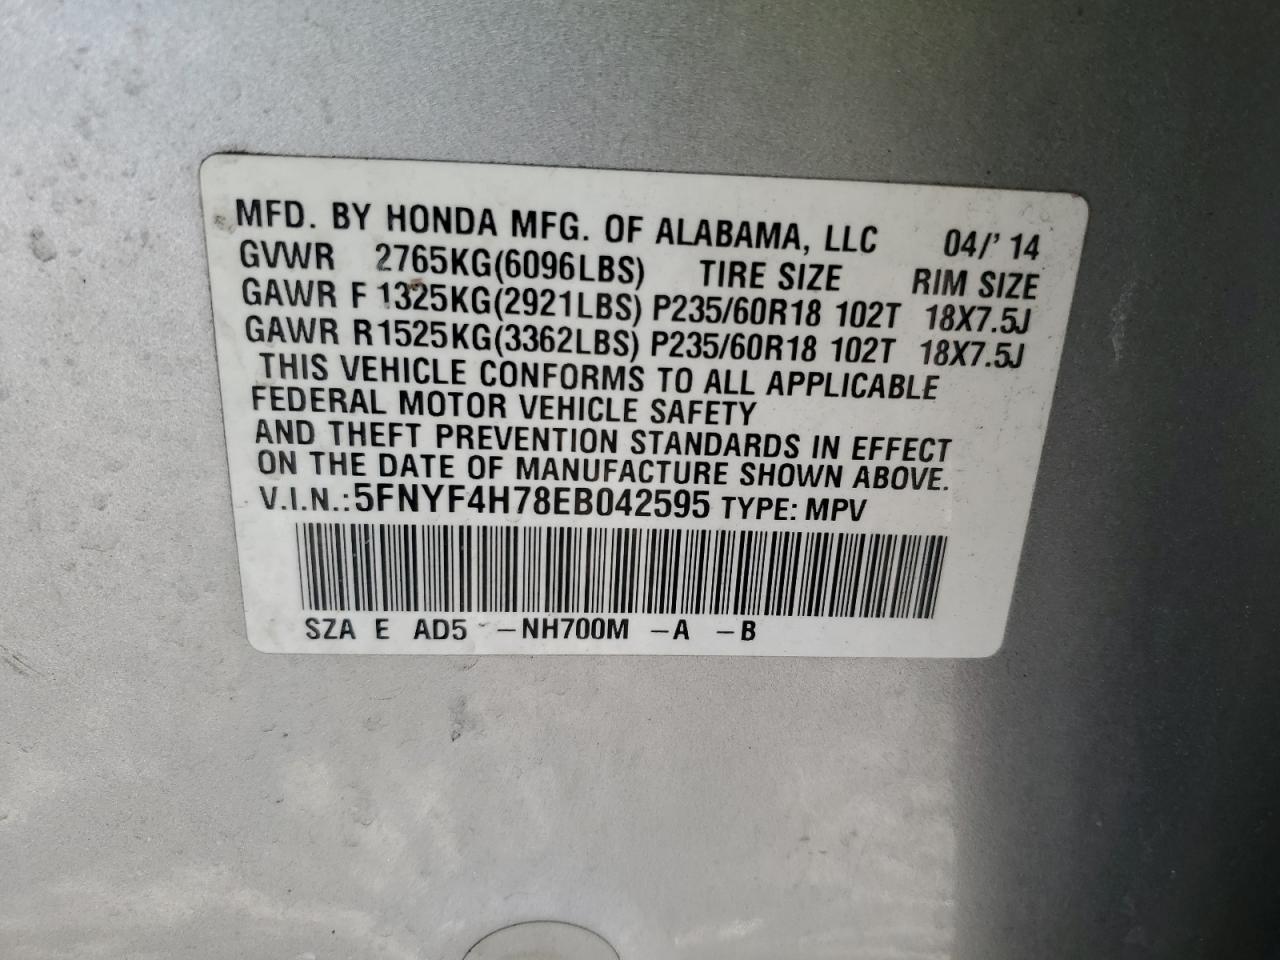 MFD. BY HONDA MFG. OF ALABAMA, LLC 04/' 14
GVWR 2765KG(6096LBS) TIRE SIZE RIM SIZE
GAWR F 1325KG(2921LBS) P235/60R18 102T 18X7.5J
GAWR R1525KG(3362LBS) P235/60R18 102T 18X7.5J
THIS VEHICLE CONFORMS TO ALL APPLICABLE
FEDERAL MOTOR VEHICLE SAFETY
AND THEFT PREVENTION STANDARDS IN EFFECT
ON THE DATE OF MANUFACTURE SHOWN ABOVE.
V.I.N.:5FNYF4H78EB042595 TYPE: MPV
SZA E AD5 -NH700M -A -B